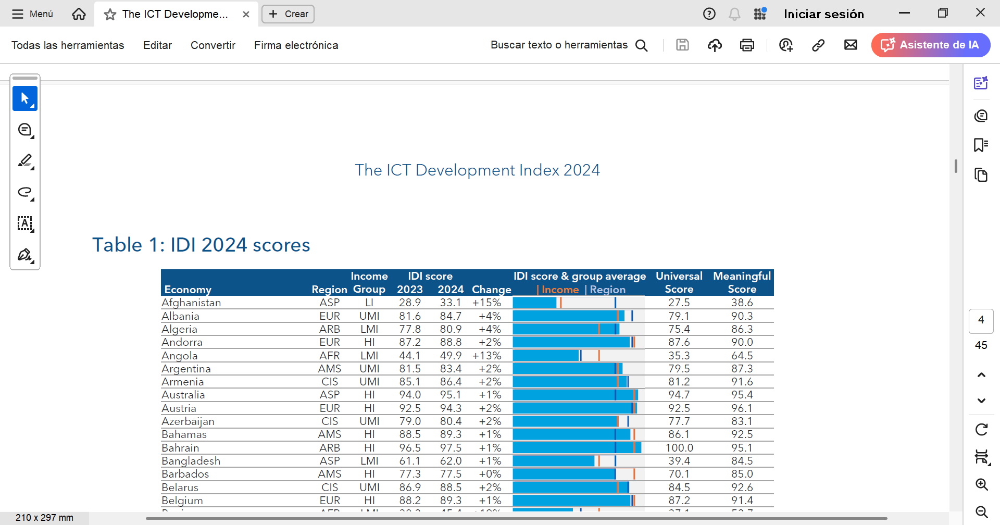 Menú
The ICT Developme...
Crear
Iniciar sesión
Todas las herramientas Editar Convertir Firma electrónica
Buscar texto o herramientas
Asistente de IA
The ICT Development Index 2024
Table 1: IDI 2024 scores
Income IDI score IDI score & group average Universal Meaningful
Economy Region Group 2023 2024 Change | Income | Region Score Score
Afghanistan ASP LI 28.9 33.1 +15% 27.5 38.6
Albania EUR UMI 81.6 84.7 +4% 79.1 90.3
Algeria ARB LMI 77.8 80.9 +4% 75.4 86.3
Andorra EUR HI 87.2 88.8 +2% 87.6 90.0
Angola AFR LMI 44.1 49.9 +13% 35.3 64.5
Argentina AMS UMI 81.5 83.4 +2% 79.5 87.3
Armenia CIS UMI 85.1 86.4 +2% 81.2 91.6
Australia ASP HI 94.0 95.1 +1% 94.7 95.4
Austria EUR HI 92.5 94.3 +2% 92.5 96.1
Azerbaijan CIS UMI 79.0 80.4 +2% 77.7 83.1
Bahamas AMS HI 88.5 89.3 +1% 86.1 92.5
Bahrain ARB HI 96.5 97.5 +1% 100.0 95.1
Bangladesh ASP LMI 61.1 62.0 +1% 39.4 84.5
Barbados AMS HI 77.3 77.5 +0% 70.1 85.0
Belarus CIS UMI 86.9 88.5 +2% 84.5 92.6
Belgium EUR HI 88.2 89.3 +1% 87.2 91.4
4
45
210 x 297 mm